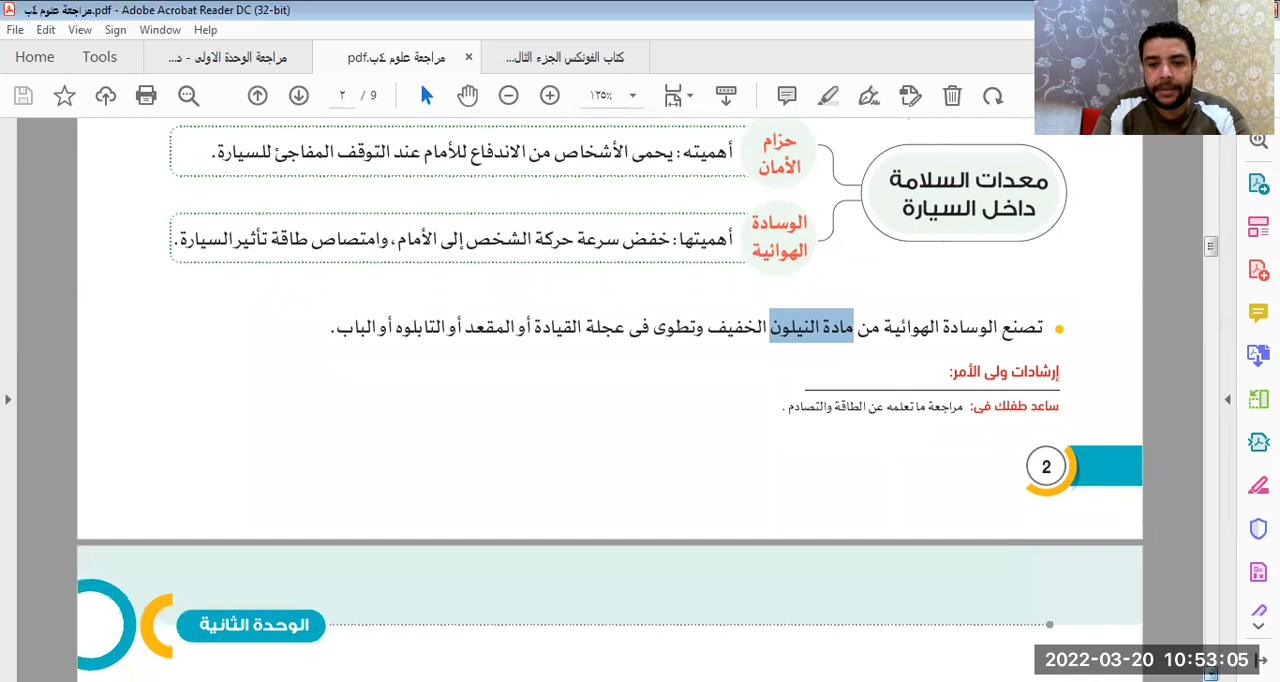 مراجعة علوم ٤ب.pdf - Adobe Acrobat Reader DC (32-bit)
File Edit View Sign Window Help
Home Tools مراجعة الوحدة الاولى - د... مراجعة علوم ٤ب.pdf × كتاب الفونكس الجزء الثال...
٢ / 9 ١٢٥%
حزام
الأمان
أهميته : يحمى الأشخاص من الاندفاع للأمام عند التوقف المفاجئ للسيارة.
معدات السلامة
داخل السيارة
الوسادة
الهوائية
أهميتها : خفض سرعة حركة الشخص إلى الأمام، وامتصاص طاقة تأثير السيارة.
تصنع الوسادة الهوائية من مادة النيلون الخفيف وتطوى فى عجلة القيادة أو المقعد أو التابلوه أو الباب.
إرشادات ولى الأمر:
ساعد طفلك فى: مراجعة ما تعلمه عن الطاقة والتصادم .
2
الوحدة الثانية
2022-03-20 10:53:05